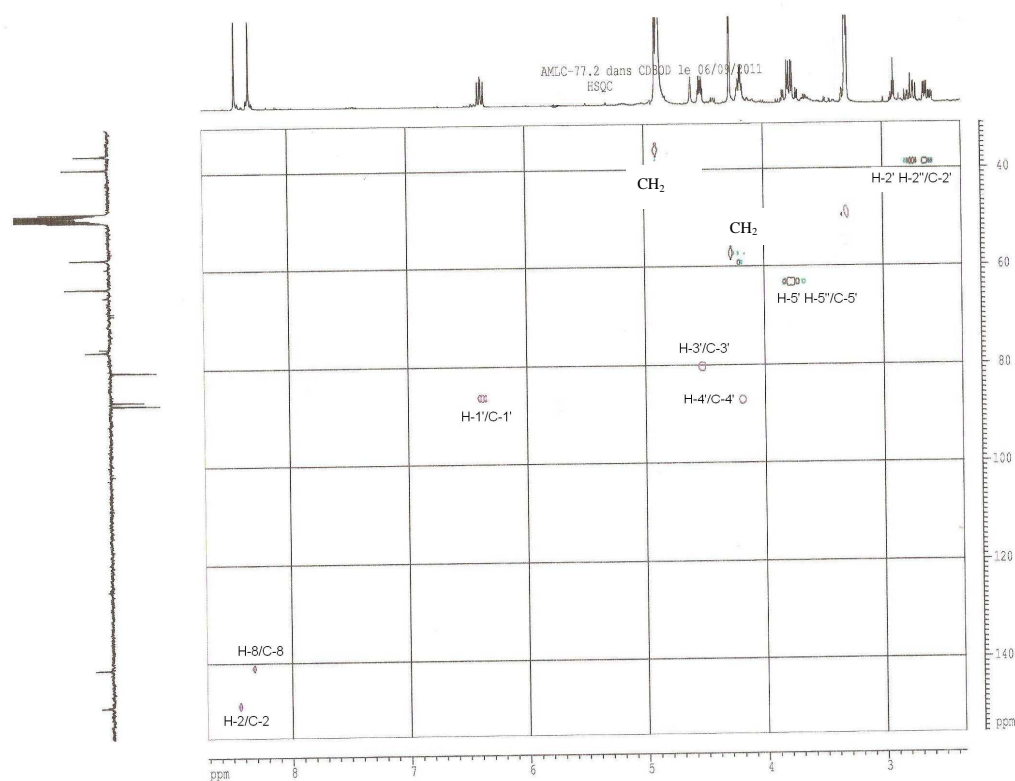 AMLC-77.2 dans CD3OD le 06/09/2011
HSQC
40
H-2' H-2"/C-2'
CH2
CH2
60
H-5' H-5"/C-5'
H-3'/C-3'
80
H-4'/C-4'
H-1'/C-1'
100
120
H-8/C-8
140
H-2/C-2
ppm
ppm
8
7
6
5
4
3